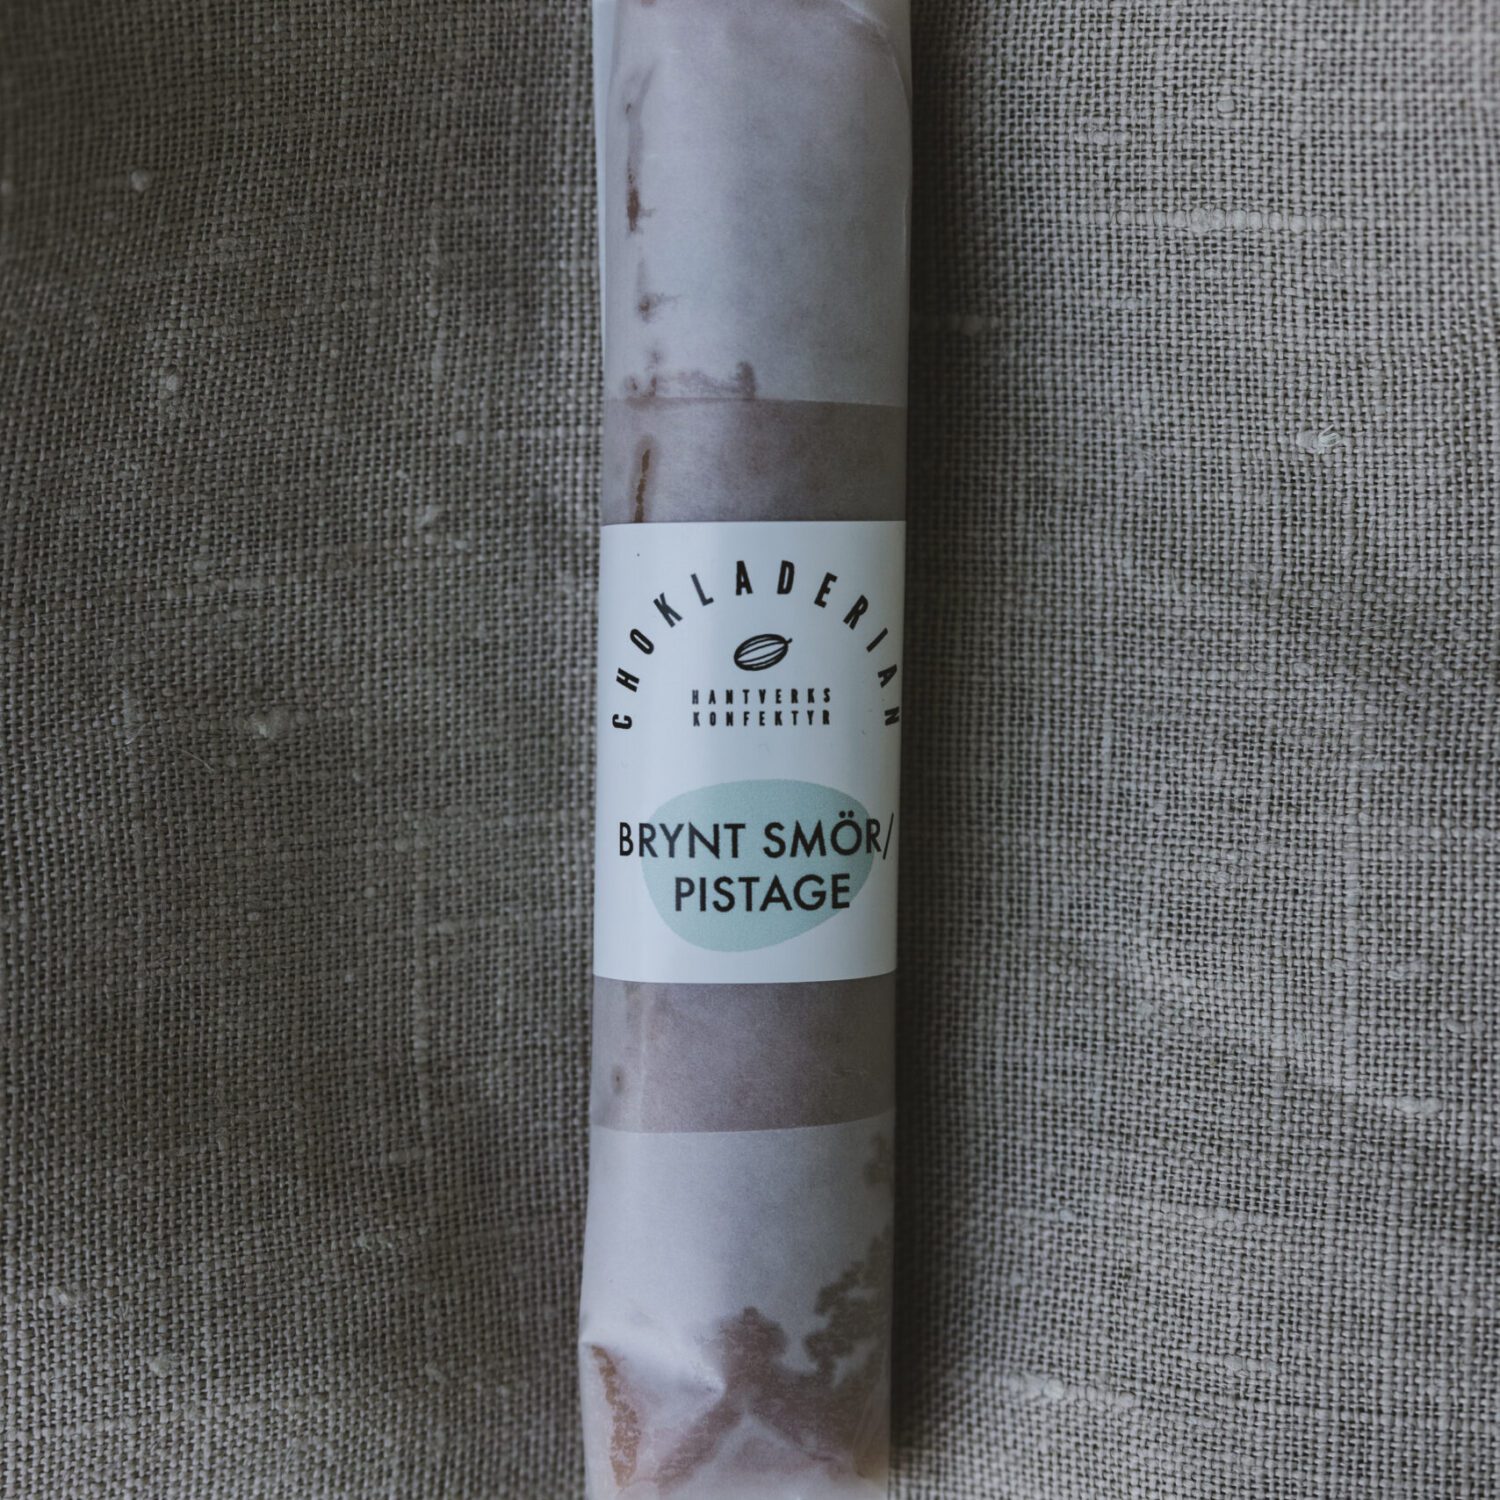 CHOKLADERIAN
HANTVERKS
KONFEKTYR
BRYNT SMÖR/
PISTAGE